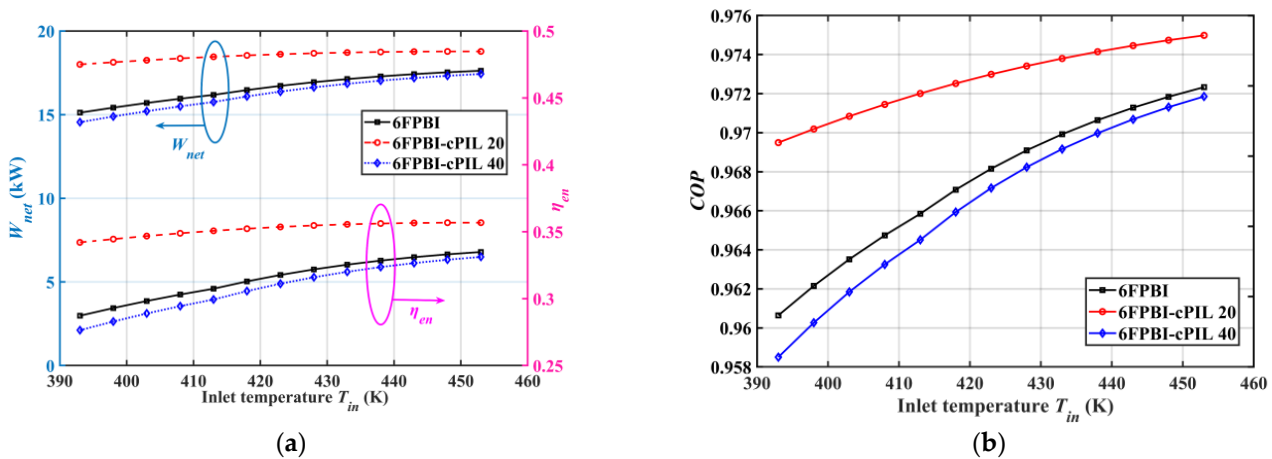 20
15
10
5
0
W_net (kW)
0.5
0.45
0.4
0.35
0.3
0.25
η_en
W_net
η_en
6FPBI
6FPBI-cPIL 20
6FPBI-cPIL 40
390 400 410 420 430 440 450 460
Inlet temperature T_in (K)
(a)
0.976
0.974
0.972
0.97
0.968
0.966
0.964
0.962
0.96
0.958
COP
6FPBI
6FPBI-cPIL 20
6FPBI-cPIL 40
390 400 410 420 430 440 450 460
Inlet temperature T_in (K)
(b)